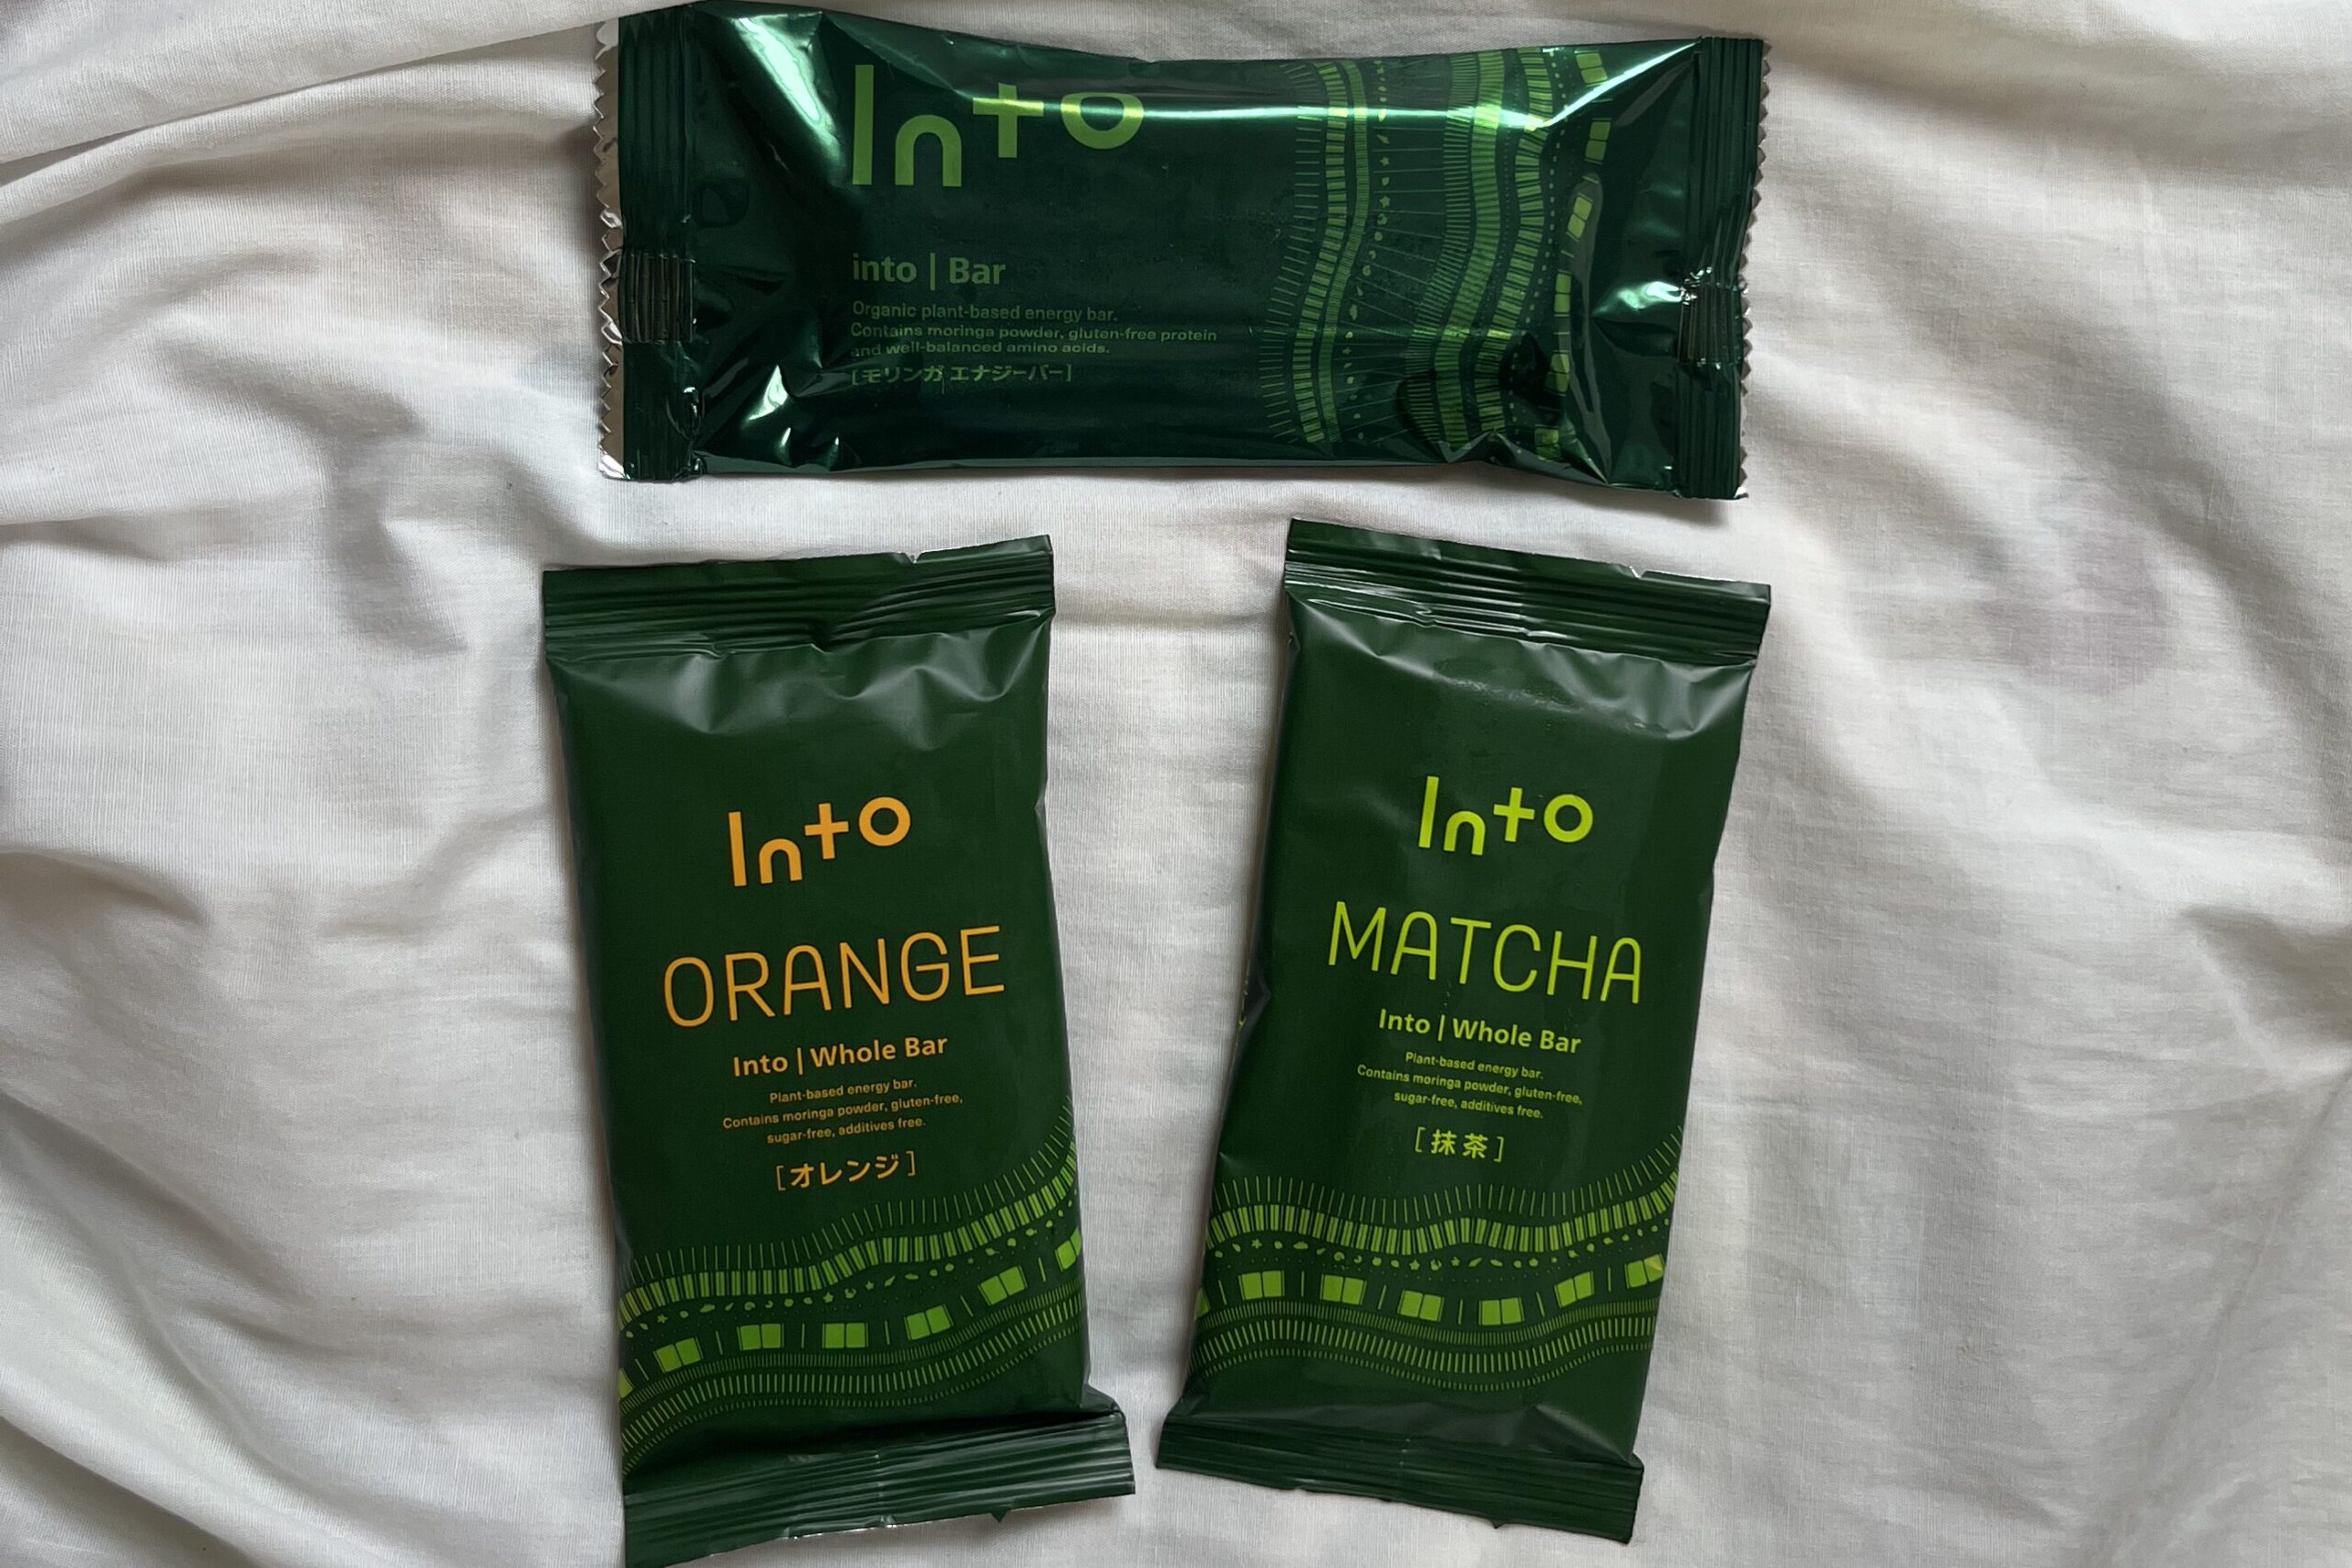 Into
into | Bar
Organic plant-based energy bar.
Contains moringa powder, gluten-free protein
and well-balanced amino acids.
[モリンガ エナジーバー]
Into
ORANGE
Into | Whole Bar
Plant-based energy bar.
Contains moringa powder, gluten-free,
sugar-free, additives free.
[オレンジ]
Into
MATCHA
Into | Whole Bar
Plant-based energy bar.
Contains moringa powder, gluten-free,
sugar-free, additives free.
[抹茶]